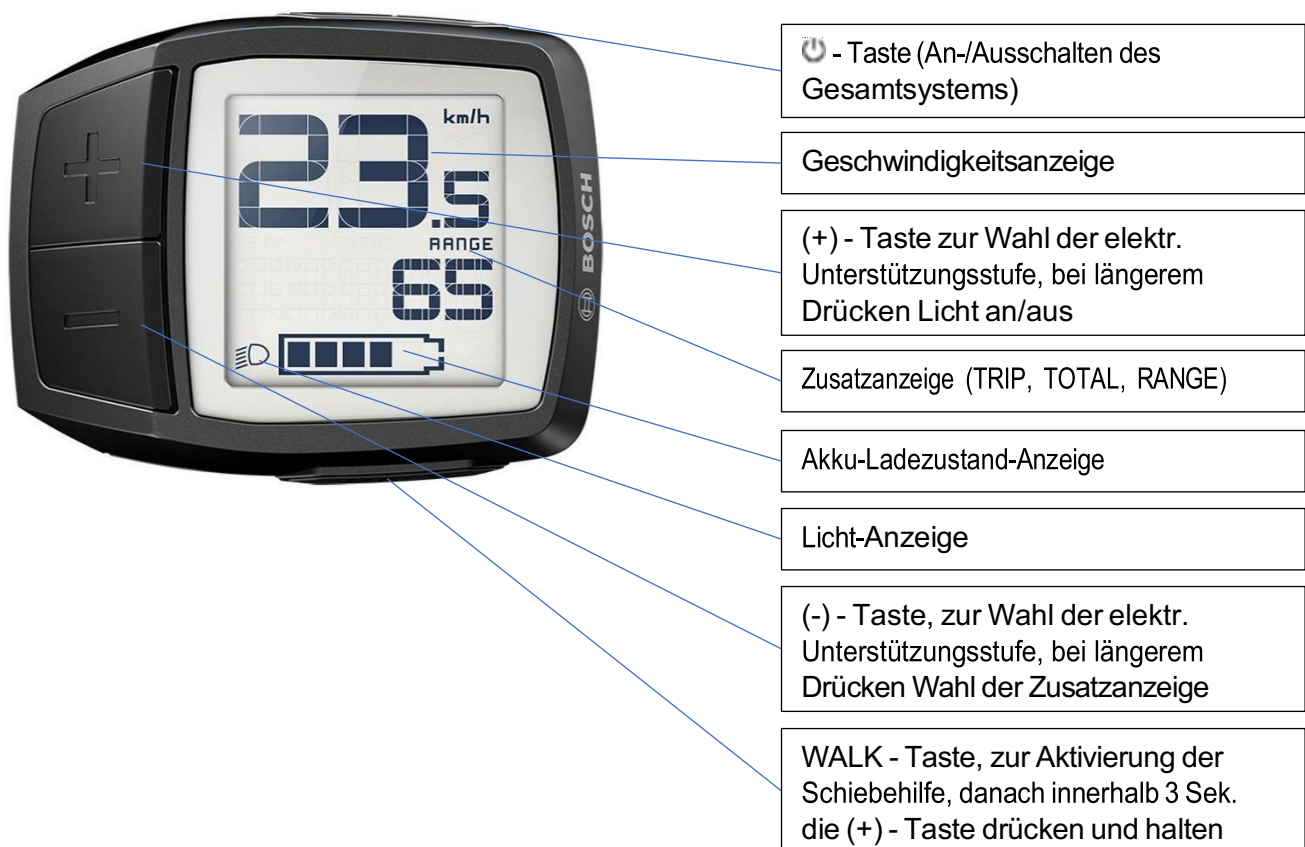 km/h
23.5
RANGE
65
BOSCH
- Taste (An-/Ausschalten des
Gesamtsystems)
Geschwindigkeitsanzeige
(+) - Taste zur Wahl der elektr.
Unterstützungsstufe, bei längerem
Drücken Licht an/aus
Zusatzanzeige (TRIP, TOTAL, RANGE)
Akku-Ladezustand-Anzeige
Licht-Anzeige
(-) - Taste, zur Wahl der elektr.
Unterstützungsstufe, bei längerem
Drücken Wahl der Zusatzanzeige
WALK - Taste, zur Aktivierung der
Schiebehilfe, danach innerhalb 3 Sek.
die (+) - Taste drücken und halten